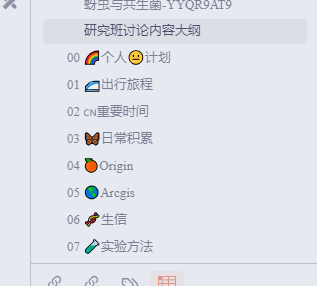 蚜虫与共生菌-YYQR9AT9
研究班讨论内容大纲
00 🌈个人😐计划
01 🚄出行旅程
02 CN重要时间
03 🦋日常积累
04 🍊Origin
05 🌎Arcgis
06 🍬生信
07 🧪实验方法